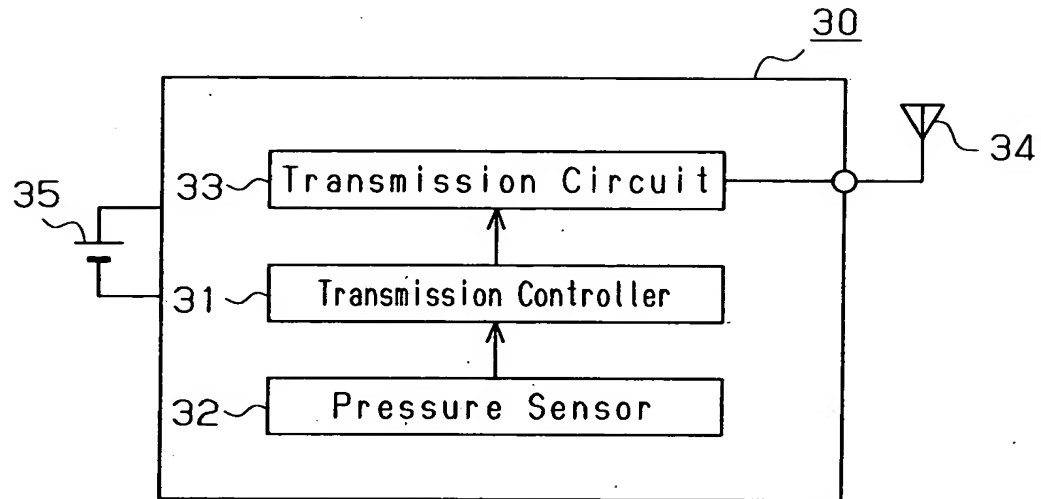 30
34
33 Transmission Circuit
35
31 Transmission Controller
32 Pressure Sensor